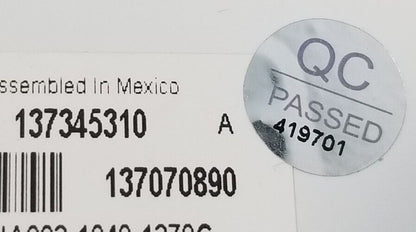 ssembled In Mexico
137345310 A
137070890
QC
PASSED
419701